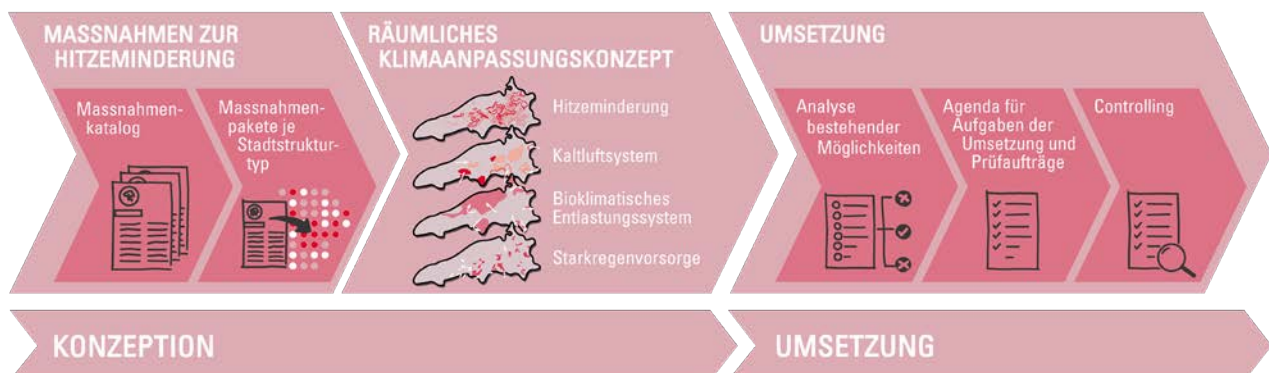 MASSNAHMEN ZUR
HITZEMINDERUNG
Massnahmen-
katalog
Massnahmen-
pakete je
Stadtstruktur-
typ
RÄUMLICHES
KLIMAANPASSUNGSKONZEPT
Hitzeminderung
Kaltluftsystem
Bioklimatisches
Entlastungssystem
Starkregenvorsorge
UMSETZUNG
Analyse
bestehender
Möglichkeiten
Agenda für
Aufgaben der
Umsetzung und
Prüfaufträge
Controlling
KONZEPTION
UMSETZUNG